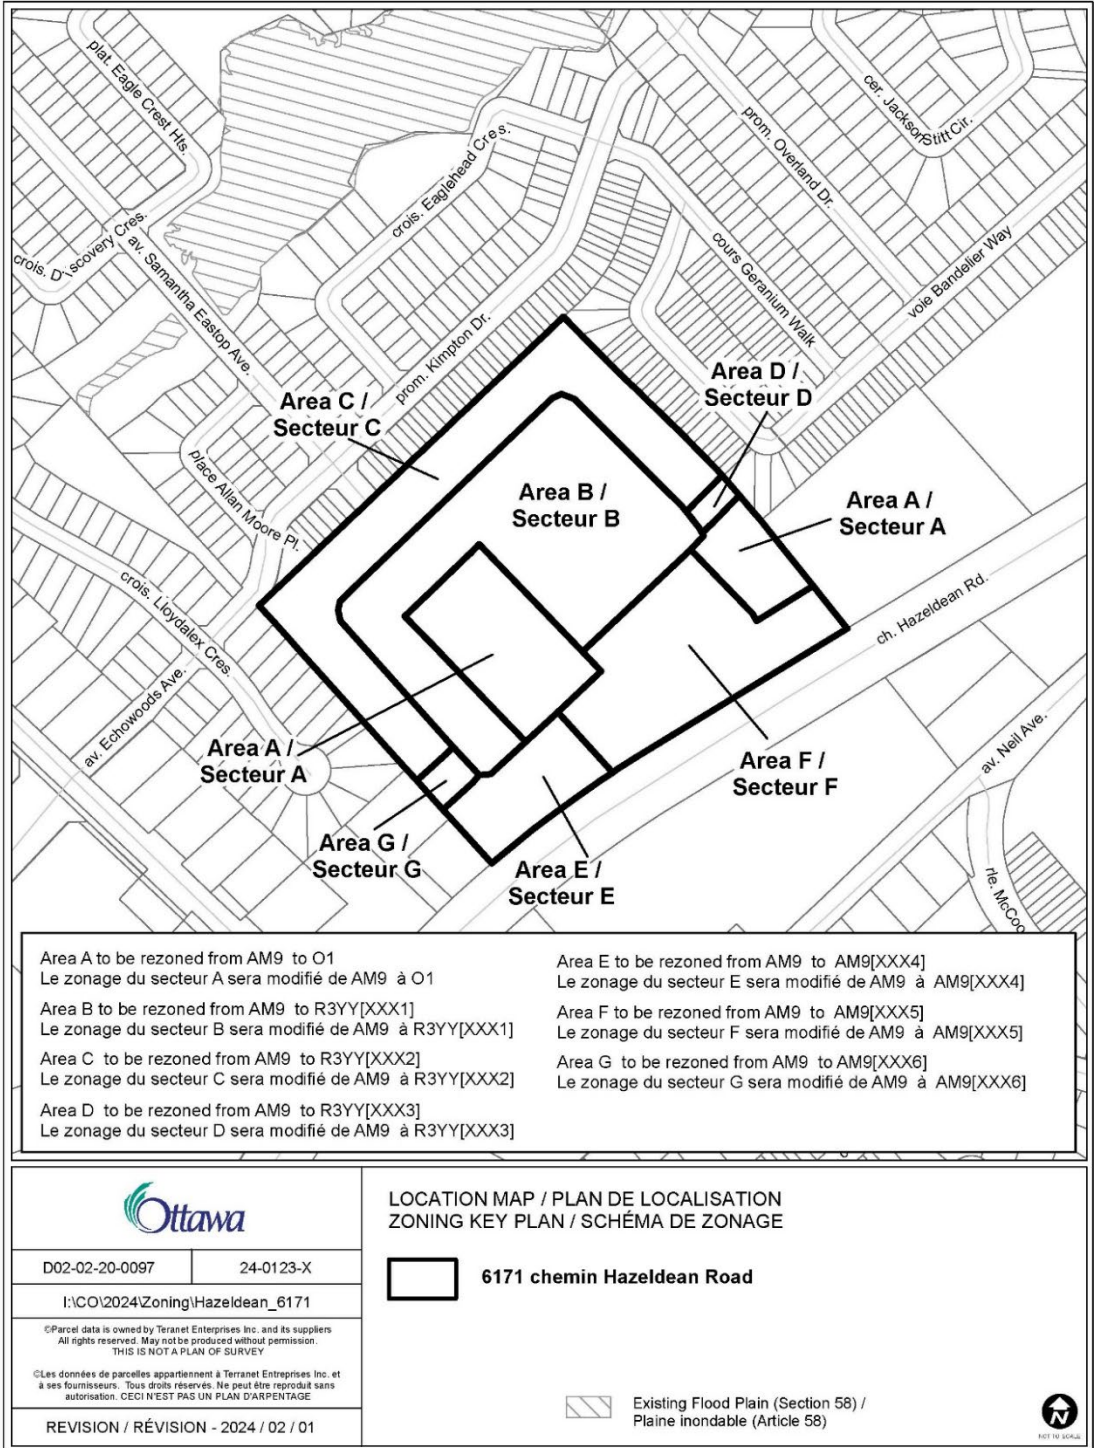 plat. Eagle Crest Hts.
cer. Jackson Stitt Cir.
prom. Overland Dr.
crois. Eaglehead Cres.
crois. Discovery Cres.
av. Samantha Eastop Ave.
cours Geranium Walk
voie Bandelier Way
prom. Kimpton Dr.
Area D /
Secteur D
Area C /
Secteur C
place Allan Moore Pl.
Area B /
Secteur B
Area A /
Secteur A
crois. Lloydalex Cres.
ch. Hazeldean Rd.
av. Echowoods Ave.
av. Neil Ave.
Area A /
Secteur A
Area F /
Secteur F
Area G /
Secteur G
Area E /
Secteur E
rle. McCoo
Area A to be rezoned from AM9 to O1
Le zonage du secteur A sera modifié de AM9 à O1
Area B to be rezoned from AM9 to R3YY[XXX1]
Le zonage du secteur B sera modifié de AM9 à R3YY[XXX1]
Area C to be rezoned from AM9 to R3YY[XXX2]
Le zonage du secteur C sera modifié de AM9 à R3YY[XXX2]
Area D to be rezoned from AM9 to R3YY[XXX3]
Le zonage du secteur D sera modifié de AM9 à R3YY[XXX3]
Area E to be rezoned from AM9 to AM9[XXX4]
Le zonage du secteur E sera modifié de AM9 à AM9[XXX4]
Area F to be rezoned from AM9 to AM9[XXX5]
Le zonage du secteur F sera modifié de AM9 à AM9[XXX5]
Area G to be rezoned from AM9 to AM9[XXX6]
Le zonage du secteur G sera modifié de AM9 à AM9[XXX6]
Ottawa
D02-02-20-0097
24-0123-X
I:\CO\2024\Zoning\Hazeldean_6171
©Parcel data is owned by Teranet Enterprises Inc. and its suppliers
All rights reserved. May not be produced without permission.
THIS IS NOT A PLAN OF SURVEY
©Les données de parcelles appartiennent à Terranet Entreprises Inc. et
à ses fournisseurs. Tous droits réservés. Ne peut être reproduit sans
autorisation. CECI N'EST PAS UN PLAN D'ARPENTAGE
REVISION / RÉVISION - 2024 / 02 / 01
LOCATION MAP / PLAN DE LOCALISATION
ZONING KEY PLAN / SCHÉMA DE ZONAGE
6171 chemin Hazeldean Road
Existing Flood Plain (Section 58) /
Plaine inondable (Article 58)
N
NOT TO SCALE